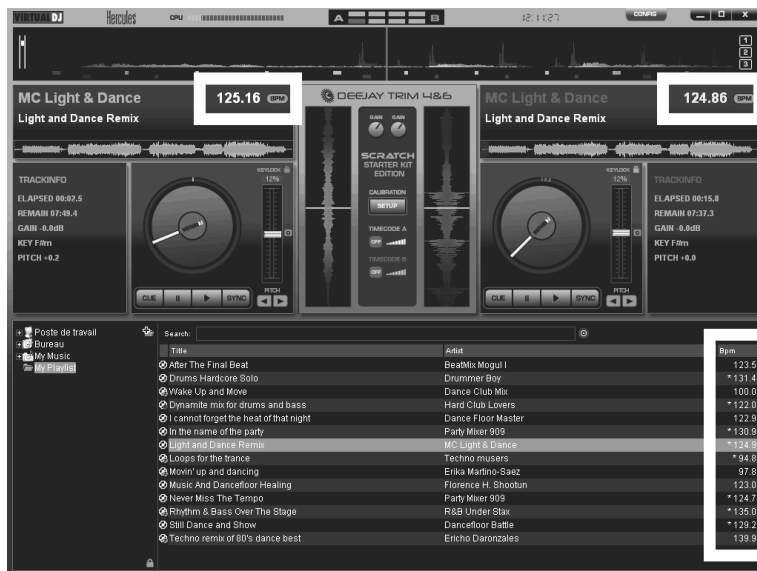 VIRTUAL DJ Hercules CPU A B 12:11:27 CONFIG
1
2
3
MC Light & Dance 125.16 BPM
Light and Dance Remix
DEEJAY TRIM 4&6
GAIN GAIN
SCRATCH
STARTER KIT
EDITION
CALIBRATION
SETUP
TIMECODE A
OFF
TIMECODE B
OFF
MC Light & Dance 124.86 BPM
Light and Dance Remix
TRACKINFO
ELAPSED 00:02.5
REMAIN 07:49.4
GAIN -0.0dB
KEY F#m
PITCH +0.2
KEYLOCK
12%
PITCH
CUE SYNC
KEYLOCK
12%
PITCH
CUE SYNC
TRACKINFO
ELAPSED 00:15.8
REMAIN 07:37.3
GAIN -0.0dB
KEY F#m
PITCH +0.0
Poste de travail
Bureau
My Music
My Playlist
Search:
Title Artist Bpm
After The Final Beat BeatMix Mogul I 123.5
Drums Hardcore Solo Drummer Boy * 131.4
Wake Up and Move Dance Club Mix 100.0
Dynamite mix for drums and bass Hard Club Lovers * 122.0
I cannot forget the heat of that night Dance Floor Master 122.9
In the name of the party Party Mixer 909 * 130.9
Light and Dance Remix MC Light & Dance * 124.9
Loops for the trance Techno musers * 94.8
Movin' up and dancing Erika Martino-Saez 97.8
Music And Dancefloor Healing Florence H. Shootun 123.0
Never Miss The Tempo Party Mixer 909 * 124.7
Rhythm & Bass Over The Stage R&B Under Stax * 135.0
Still Dance and Show Dancefloor Battle * 129.2
Techno remix of 80's dance best Ericho Daronzales 139.9